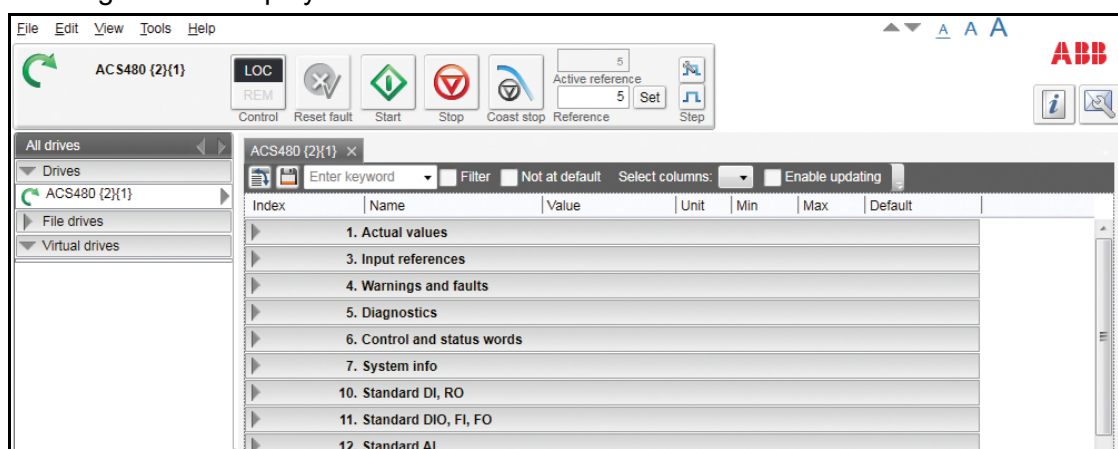 File Edit View Tools Help
A A A
ABB
ACS480 {2}{1}
LOC
REM
Control Reset fault Start Stop Coast stop
5
Active reference
5 Set
Reference
Step
i
All drives
Drives
ACS480 {2}{1}
File drives
Virtual drives
ACS480 {2}{1} ×
Enter keyword Filter Not at default Select columns: Enable updating
Index Name Value Unit Min Max Default
1. Actual values
3. Input references
4. Warnings and faults
5. Diagnostics
6. Control and status words
7. System info
10. Standard DI, RO
11. Standard DIO, FI, FO
12. Standard AI